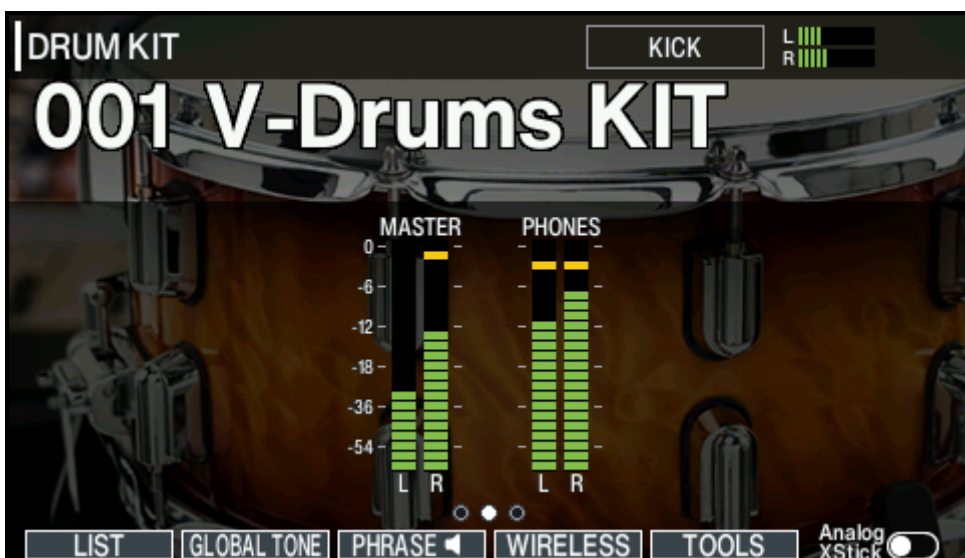 DRUM KIT
KICK
L
R
001 V-Drums KIT
MASTER
PHONES
0
-6
-12
-18
-36
-54
L R
L R
LIST
GLOBAL TONE
PHRASE
WIRELESS
TOOLS
Analog
XStick